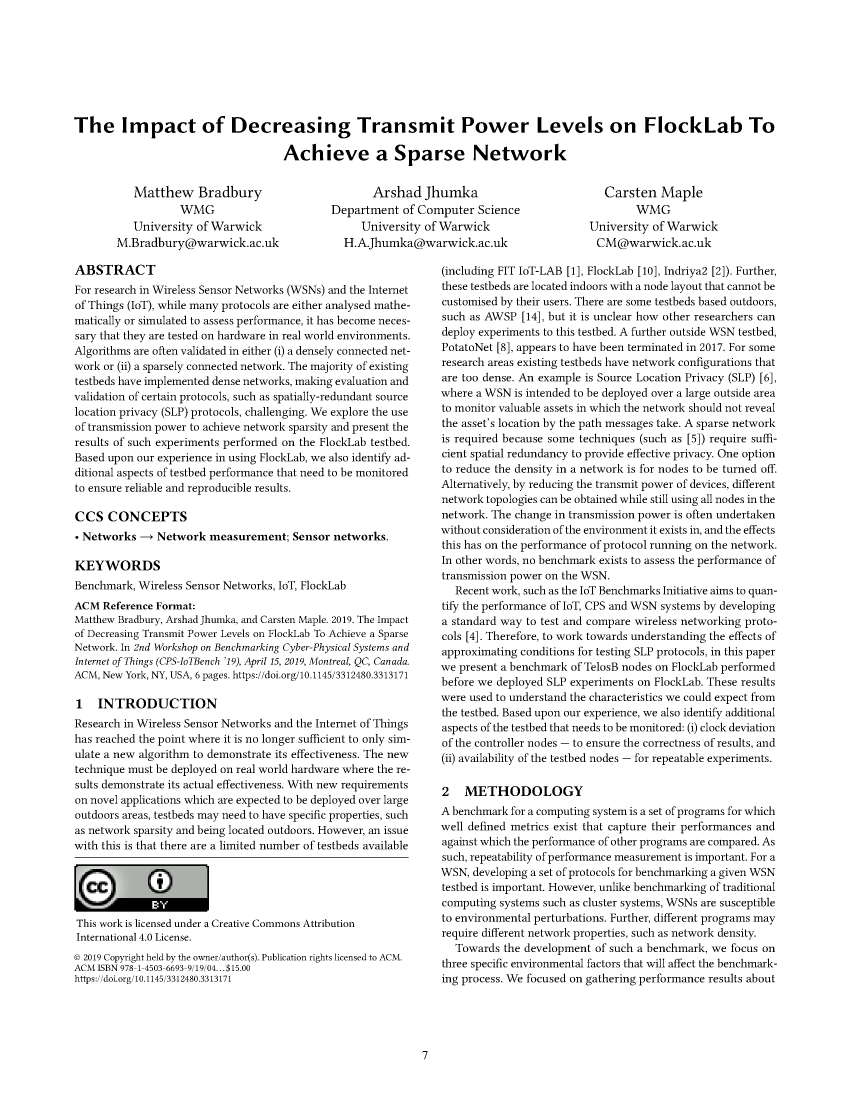 The Impact of Decreasing Transmit Power Levels on FlockLab To
Achieve a Sparse Network
Matthew Bradbury
WMG
University of Warwick
M.Bradbury@warwick.ac.uk
Arshad Jhumka
Department of Computer Science
University of Warwick
H.A.Jhumka@warwick.ac.uk
Carsten Maple
WMG
University of Warwick
CM@warwick.ac.uk
ABSTRACT
For research in Wireless Sensor Networks (WSNs) and the Internet
of Things (IoT), while many protocols are either analysed mathe-
matically or simulated to assess performance, it has become neces-
sary that they are tested on hardware in real world environments.
Algorithms are often validated in either (i) a densely connected net-
work or (ii) a sparsely connected network. The majority of existing
testbeds have implemented dense networks, making evaluation and
validation of certain protocols, such as spatially-redundant source
location privacy (SLP) protocols, challenging. We explore the use
of transmission power to achieve network sparsity and present the
results of such experiments performed on the FlockLab testbed.
Based upon our experience in using FlockLab, we also identify ad-
ditional aspects of testbed performance that need to be monitored
to ensure reliable and reproducible results.
CCS CONCEPTS
• Networks → Network measurement; Sensor networks.
KEYWORDS
Benchmark, Wireless Sensor Networks, IoT, FlockLab
ACM Reference Format:
Matthew Bradbury, Arshad Jhumka, and Carsten Maple. 2019. The Impact
of Decreasing Transmit Power Levels on FlockLab To Achieve a Sparse
Network. In 2nd Workshop on Benchmarking Cyber-Physical Systems and
Internet of Things (CPS-IoTBench ’19), April 15, 2019, Montreal, QC, Canada.
ACM, New York, NY, USA, 6 pages. https://doi.org/10.1145/3312480.3313171
1 INTRODUCTION
Research in Wireless Sensor Networks and the Internet of Things
has reached the point where it is no longer sufficient to only sim-
ulate a new algorithm to demonstrate its effectiveness. The new
technique must be deployed on real world hardware where the re-
sults demonstrate its actual effectiveness. With new requirements
on novel applications which are expected to be deployed over large
outdoors areas, testbeds may need to have specific properties, such
as network sparsity and being located outdoors. However, an issue
with this is that there are a limited number of testbeds available
cc
BY
This work is licensed under a Creative Commons Attribution
International 4.0 License.
© 2019 Copyright held by the owner/author(s). Publication rights licensed to ACM.
ACM ISBN 978-1-4503-6693-9/19/04...$15.00
https://doi.org/10.1145/3312480.3313171
(including FIT IoT-LAB [1], FlockLab [10], Indriya2 [2]). Further,
these testbeds are located indoors with a node layout that cannot be
customised by their users. There are some testbeds based outdoors,
such as AWSP [14], but it is unclear how other researchers can
deploy experiments to this testbed. A further outside WSN testbed,
PotatoNet [8], appears to have been terminated in 2017. For some
research areas existing testbeds have network configurations that
are too dense. An example is Source Location Privacy (SLP) [6],
where a WSN is intended to be deployed over a large outside area
to monitor valuable assets in which the network should not reveal
the asset’s location by the path messages take. A sparse network
is required because some techniques (such as [5]) require suffi-
cient spatial redundancy to provide effective privacy. One option
to reduce the density in a network is for nodes to be turned off.
Alternatively, by reducing the transmit power of devices, different
network topologies can be obtained while still using all nodes in the
network. The change in transmission power is often undertaken
without consideration of the environment it exists in, and the effects
this has on the performance of protocol running on the network.
In other words, no benchmark exists to assess the performance of
transmission power on the WSN.
Recent work, such as the IoT Benchmarks Initiative aims to quan-
tify the performance of IoT, CPS and WSN systems by developing
a standard way to test and compare wireless networking proto-
cols [4]. Therefore, to work towards understanding the effects of
approximating conditions for testing SLP protocols, in this paper
we present a benchmark of TelosB nodes on FlockLab performed
before we deployed SLP experiments on FlockLab. These results
were used to understand the characteristics we could expect from
the testbed. Based upon our experience, we also identify additional
aspects of the testbed that needs to be monitored: (i) clock deviation
of the controller nodes — to ensure the correctness of results, and
(ii) availability of the testbed nodes — for repeatable experiments.
2 METHODOLOGY
A benchmark for a computing system is a set of programs for which
well defined metrics exist that capture their performances and
against which the performance of other programs are compared. As
such, repeatability of performance measurement is important. For a
WSN, developing a set of protocols for benchmarking a given WSN
testbed is important. However, unlike benchmarking of traditional
computing systems such as cluster systems, WSNs are susceptible
to environmental perturbations. Further, different programs may
require different network properties, such as network density.
Towards the development of such a benchmark, we focus on
three specific environmental factors that will affect the benchmark-
ing process. We focused on gathering performance results about
7